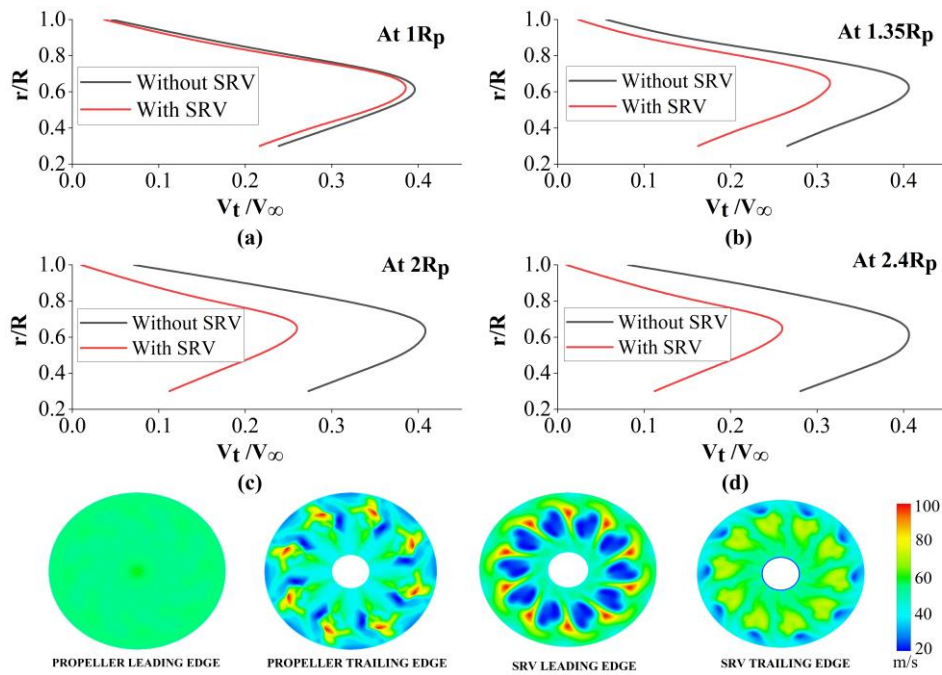 At 1Rp
r/R
1.0
0.8
0.6
0.4
0.2
Without SRV
With SRV
0.0 0.1 0.2 0.3 0.4
Vt /V∞
(a)
At 1.35Rp
r/R
1.0
0.8
0.6
0.4
0.2
Without SRV
With SRV
0.0 0.1 0.2 0.3 0.4
Vt /V∞
(b)
At 2Rp
r/R
1.0
0.8
0.6
0.4
0.2
Without SRV
With SRV
0.0 0.1 0.2 0.3 0.4
Vt /V∞
(c)
At 2.4Rp
r/R
1.0
0.8
0.6
0.4
0.2
Without SRV
With SRV
0.0 0.1 0.2 0.3 0.4
Vt /V∞
(d)
100
80
60
40
20
m/s
PROPELLER LEADING EDGE
PROPELLER TRAILING EDGE
SRV LEADING EDGE
SRV TRAILING EDGE